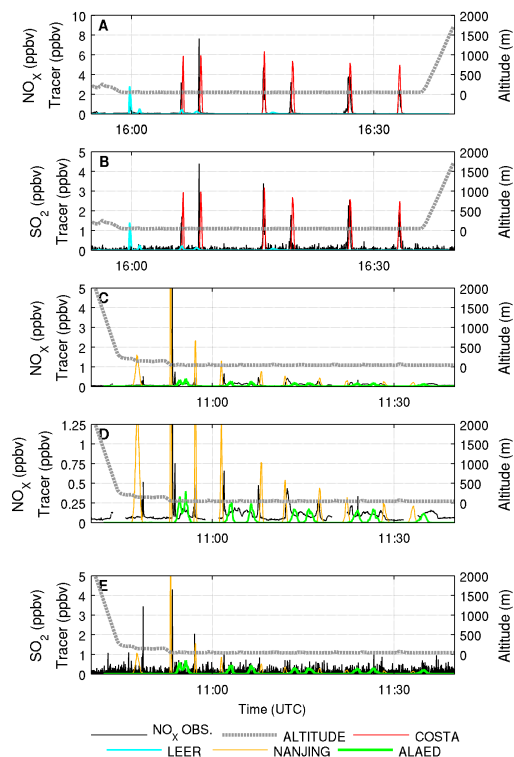 A
NOX (ppbv)
Tracer (ppbv)
10
8
6
4
2
0
2000
1500
1000
500
0
Altitude (m)
16:00
16:30
B
SO2 (ppbv)
Tracer (ppbv)
5
4
3
2
1
0
2000
1500
1000
500
0
Altitude (m)
16:00
16:30
C
NOX (ppbv)
Tracer (ppbv)
5
4
3
2
1
0
2000
1500
1000
500
0
Altitude (m)
11:00
11:30
D
NOX (ppbv)
Tracer (ppbv)
1.25
1
0.75
0.5
0.25
0
2000
1500
1000
500
0
Altitude (m)
11:00
11:30
E
SO2 (ppbv)
Tracer (ppbv)
5
4
3
2
1
0
2000
1500
1000
500
0
Altitude (m)
11:00
11:30
Time (UTC)
NOX OBS.
ALTITUDE
COSTA
LEER
NANJING
ALAED